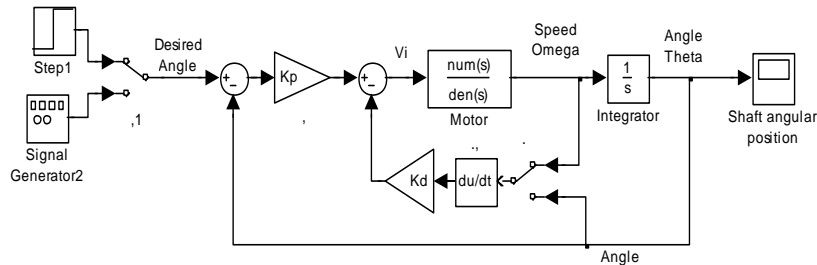 Step1
Signal
Generator2
,1
Desired
Angle
Kp
,
Vi
num(s)
den(s)
Motor
Speed
Omega
1
s
Integrator
Angle
Theta
Shaft angular
position
Kd
du/dt
.,
.
Angle